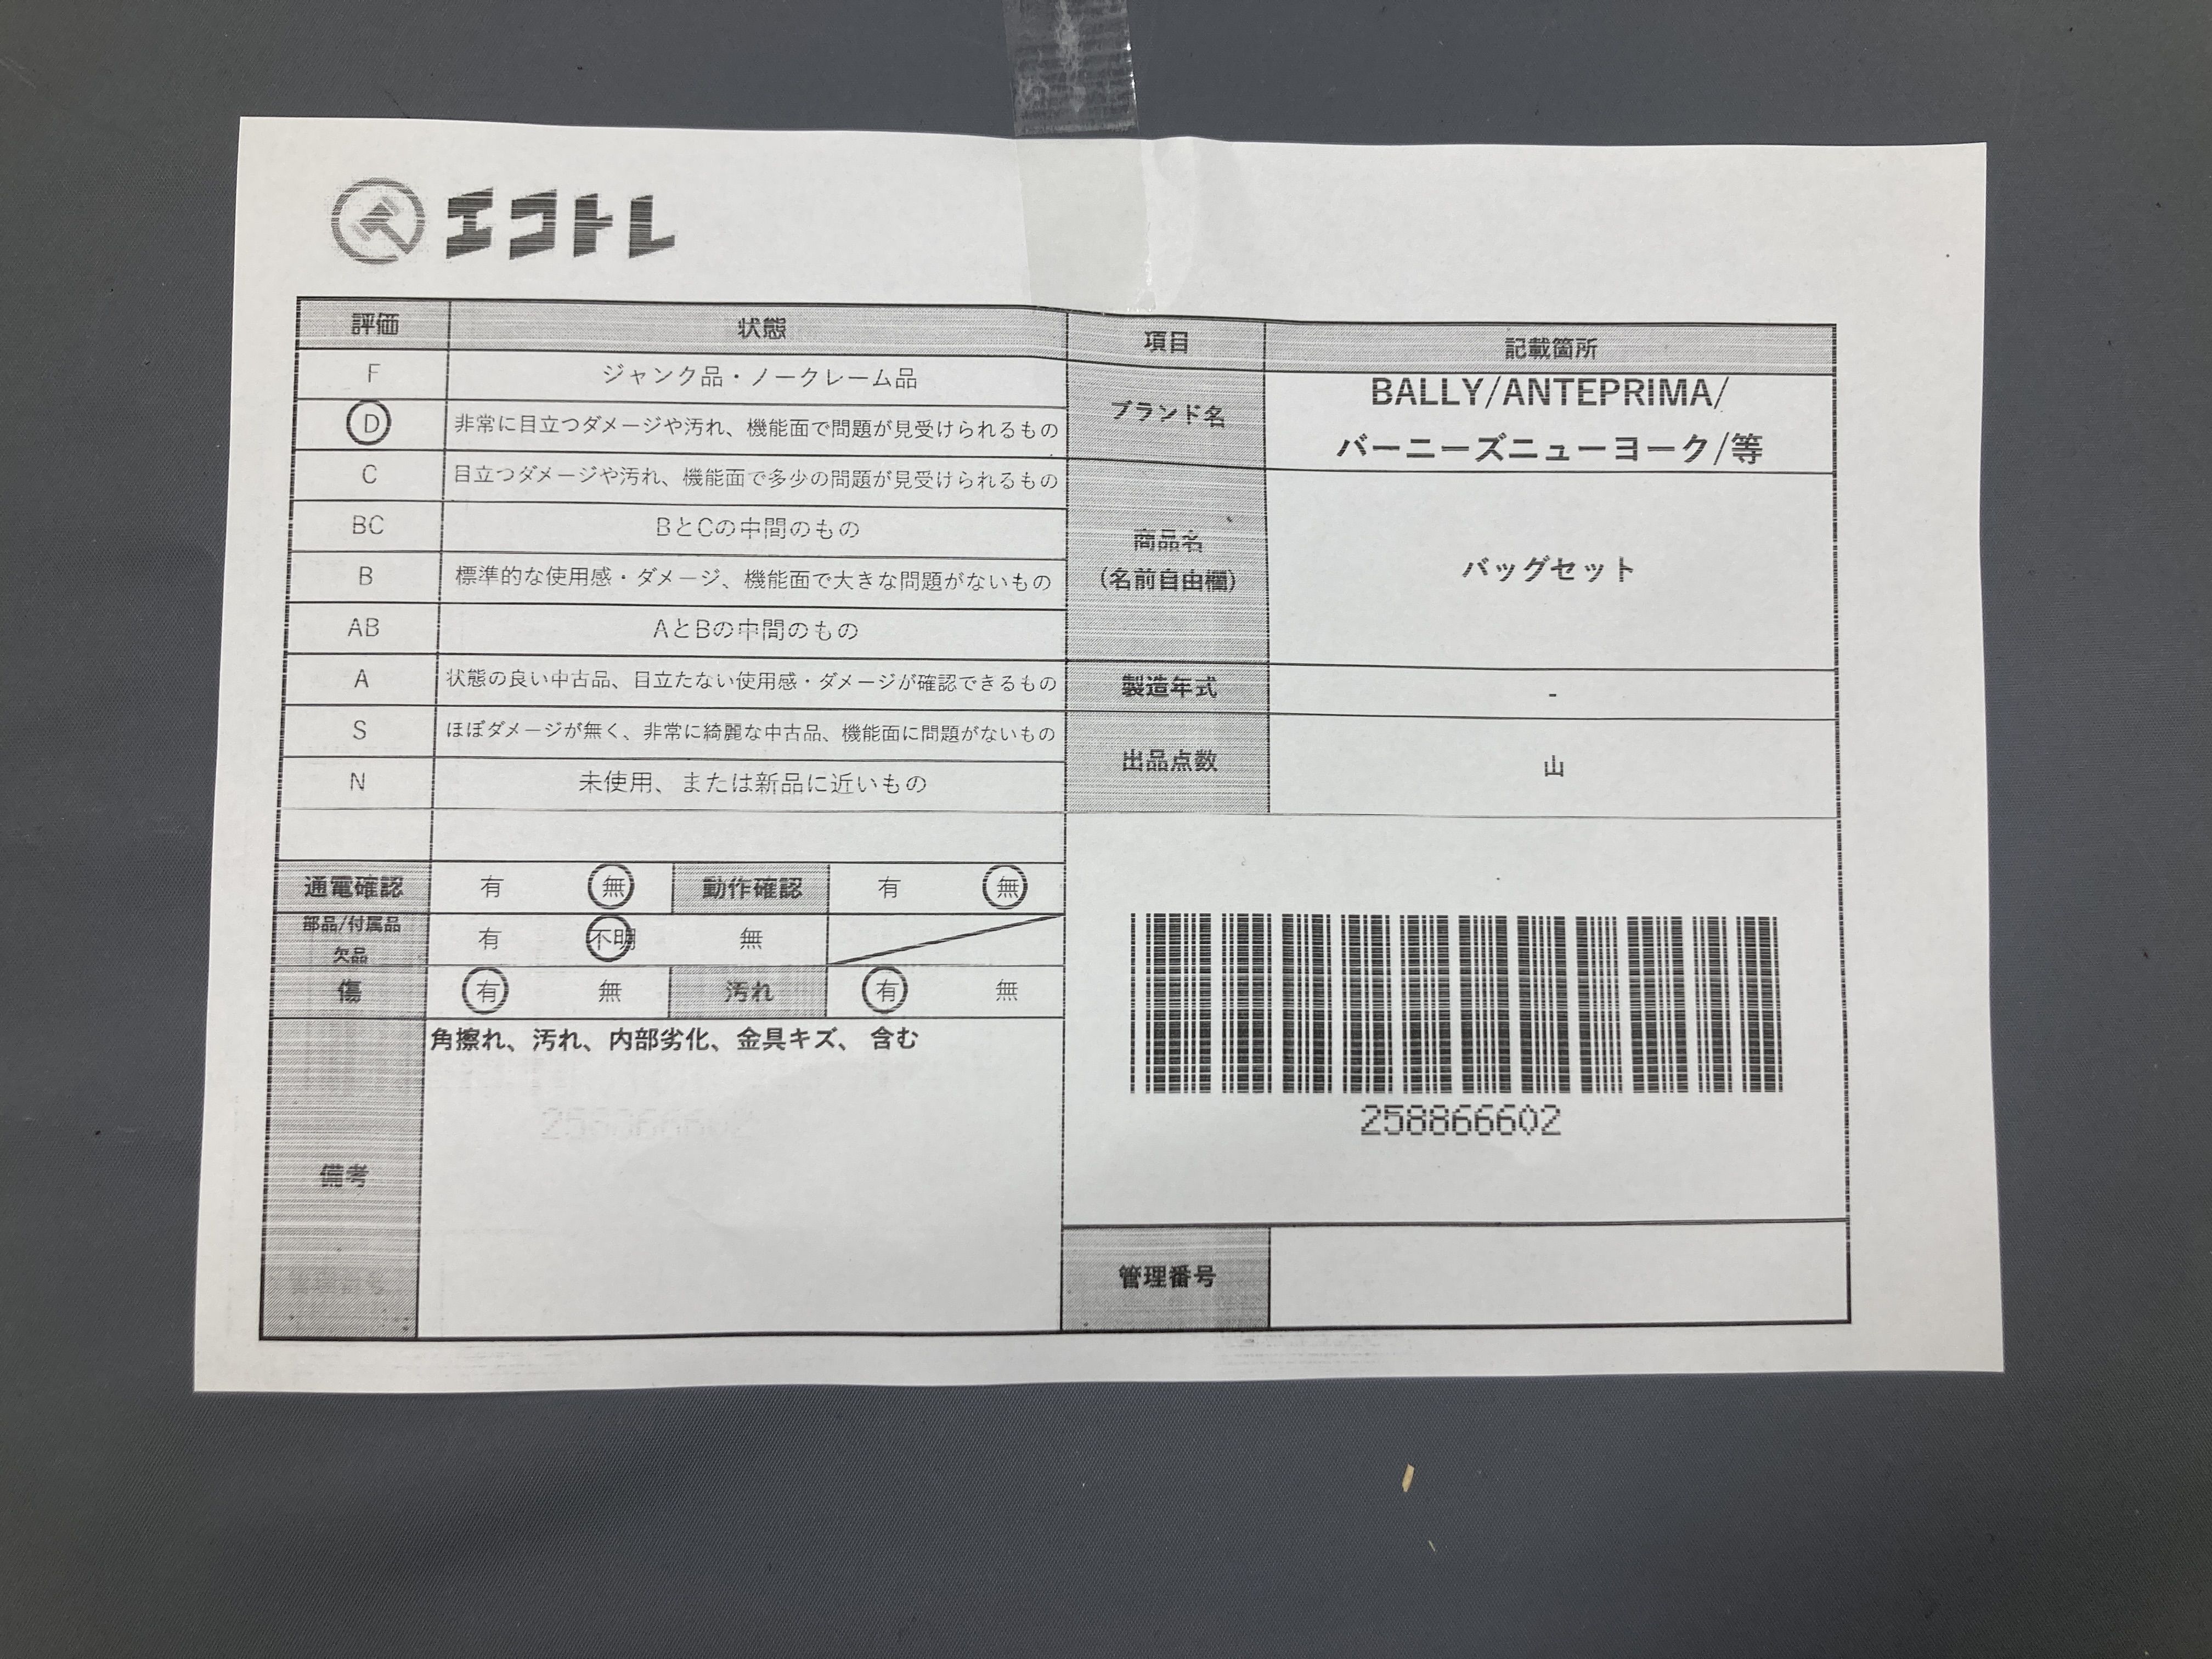 エコトレ
評価 状態
F ジャンク品・ノークレーム品
D 非常に目立つダメージや汚れ、機能面で問題が見受けられるもの
C 目立つダメージや汚れ、機能面で多少の問題が見受けられるもの
BC BとCの中間のもの
B 標準的な使用感・ダメージ、機能面で大きな問題がないもの
AB AとBの中間のもの
A 状態の良い中古品、目立たない使用感・ダメージが確認できるもの
S ほぼダメージが無く、非常に綺麗な中古品、機能面に問題がないもの
N 未使用、または新品に近いもの
通電確認 有 無 動作確認 有 無
部品/付属品
欠品 有 不明 無
傷 有 無 汚れ 有 無
備考 角擦れ、汚れ、内部劣化、金具キズ、 含む
項目 記載箇所
ブランド名 BALLY/ANTEPRIMA/
バーニーズニューヨーク/等
商品名
(名前自由欄) バッグセット
製造年式 -
出品点数 山
258866602
管理番号